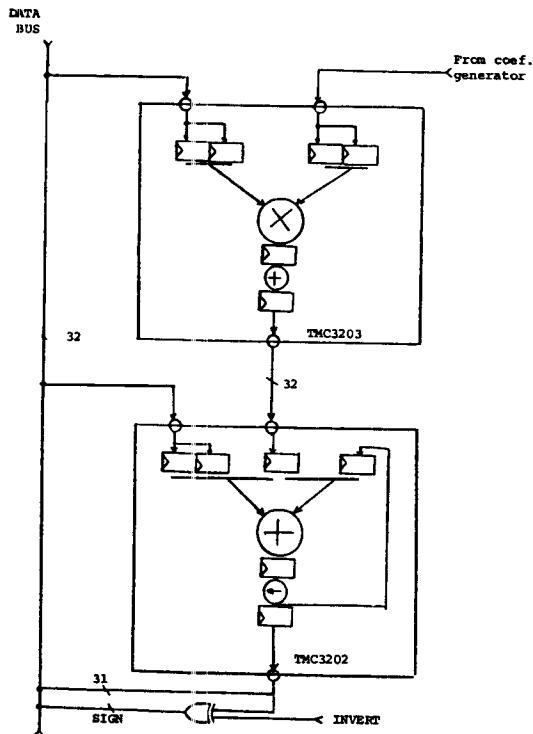 DATA
BUS
From coef.
generator
32
TMC3203
32
TMC3202
31
SIGN
INVERT